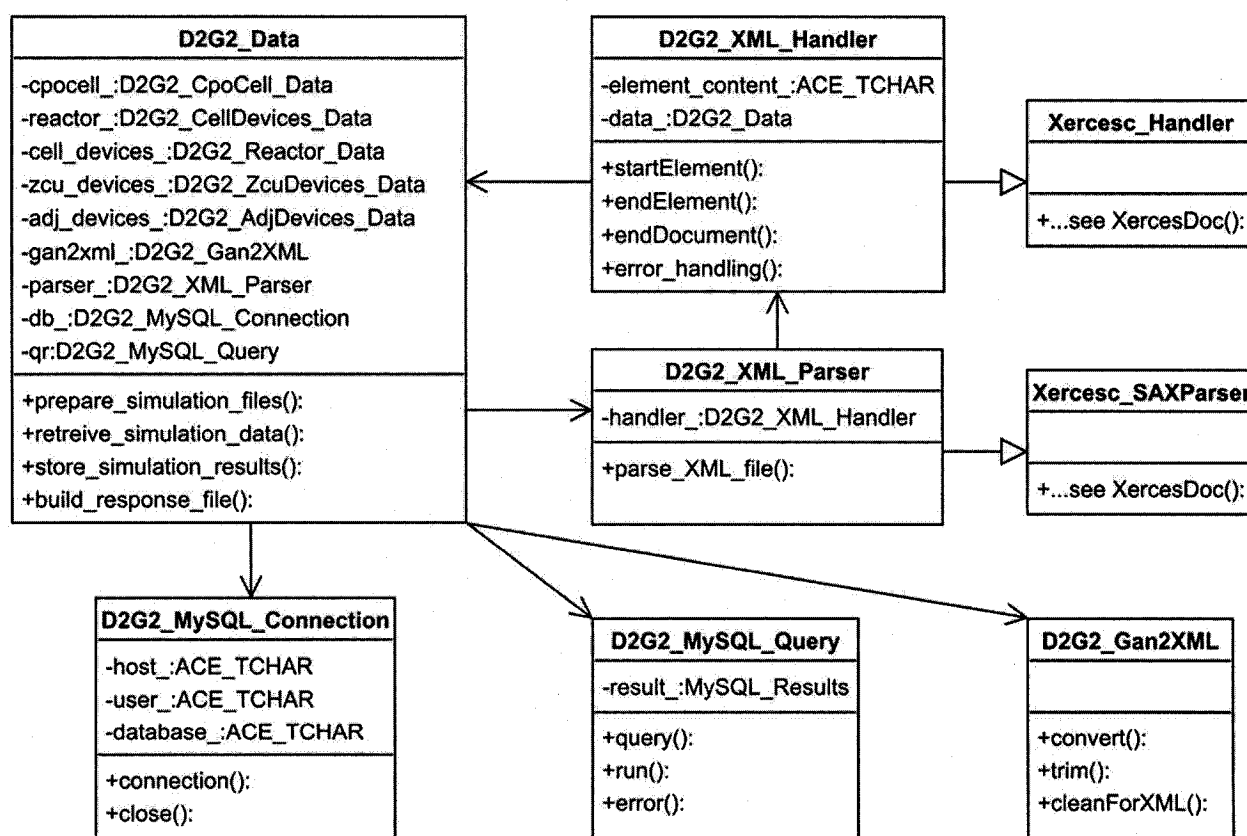 D2G2_Data
-cpocell_:D2G2_CpoCell_Data
-reactor_:D2G2_CellDevices_Data
-cell_devices_:D2G2_Reactor_Data
-zcu_devices_:D2G2_ZcuDevices_Data
-adj_devices_:D2G2_AdjDevices_Data
-gan2xml_:D2G2_Gan2XML
-parser_:D2G2_XML_Parser
-db_:D2G2_MySQL_Connection
-qr:D2G2_MySQL_Query
+prepare_simulation_files():
+retreive_simulation_data():
+store_simulation_results():
+build_response_file():
D2G2_XML_Handler
-element_content_:ACE_TCHAR
-data_:D2G2_Data
+startElement():
+endElement():
+endDocument():
+error_handling():
Xercesc_Handler
+...see XercesDoc():
D2G2_XML_Parser
-handler_:D2G2_XML_Handler
+parse_XML_file():
Xercesc_SAXParser
+...see XercesDoc():
D2G2_MySQL_Connection
-host_:ACE_TCHAR
-user_:ACE_TCHAR
-database_:ACE_TCHAR
+connection():
+close():
D2G2_MySQL_Query
-result_:MySQL_Results
+query():
+run():
+error():
D2G2_Gan2XML
+convert():
+trim():
+cleanForXML():